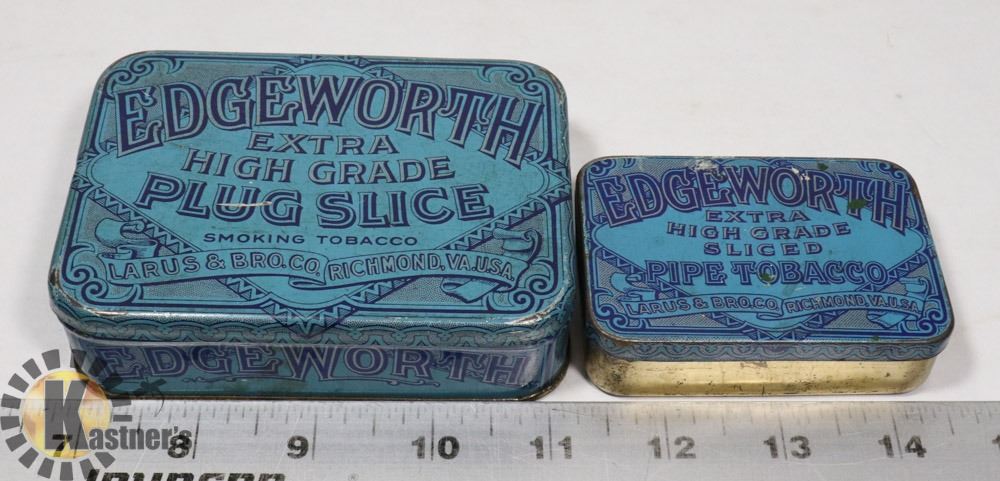 EDGEWORTH
EXTRA
HIGH GRADE
PLUG SLICE
SMOKING TOBACCO
LARUS & BRO. CO. RICHMOND, VA. U.S.A.
EDGEWORTH
EDGEWORTH
EXTRA
HIGH GRADE
SLICED
PIPE TOBACCO
LARUS & BRO. CO. RICHMOND, VA. U.S.A.
Kastner's
7 8 9 10 11 12 13 14